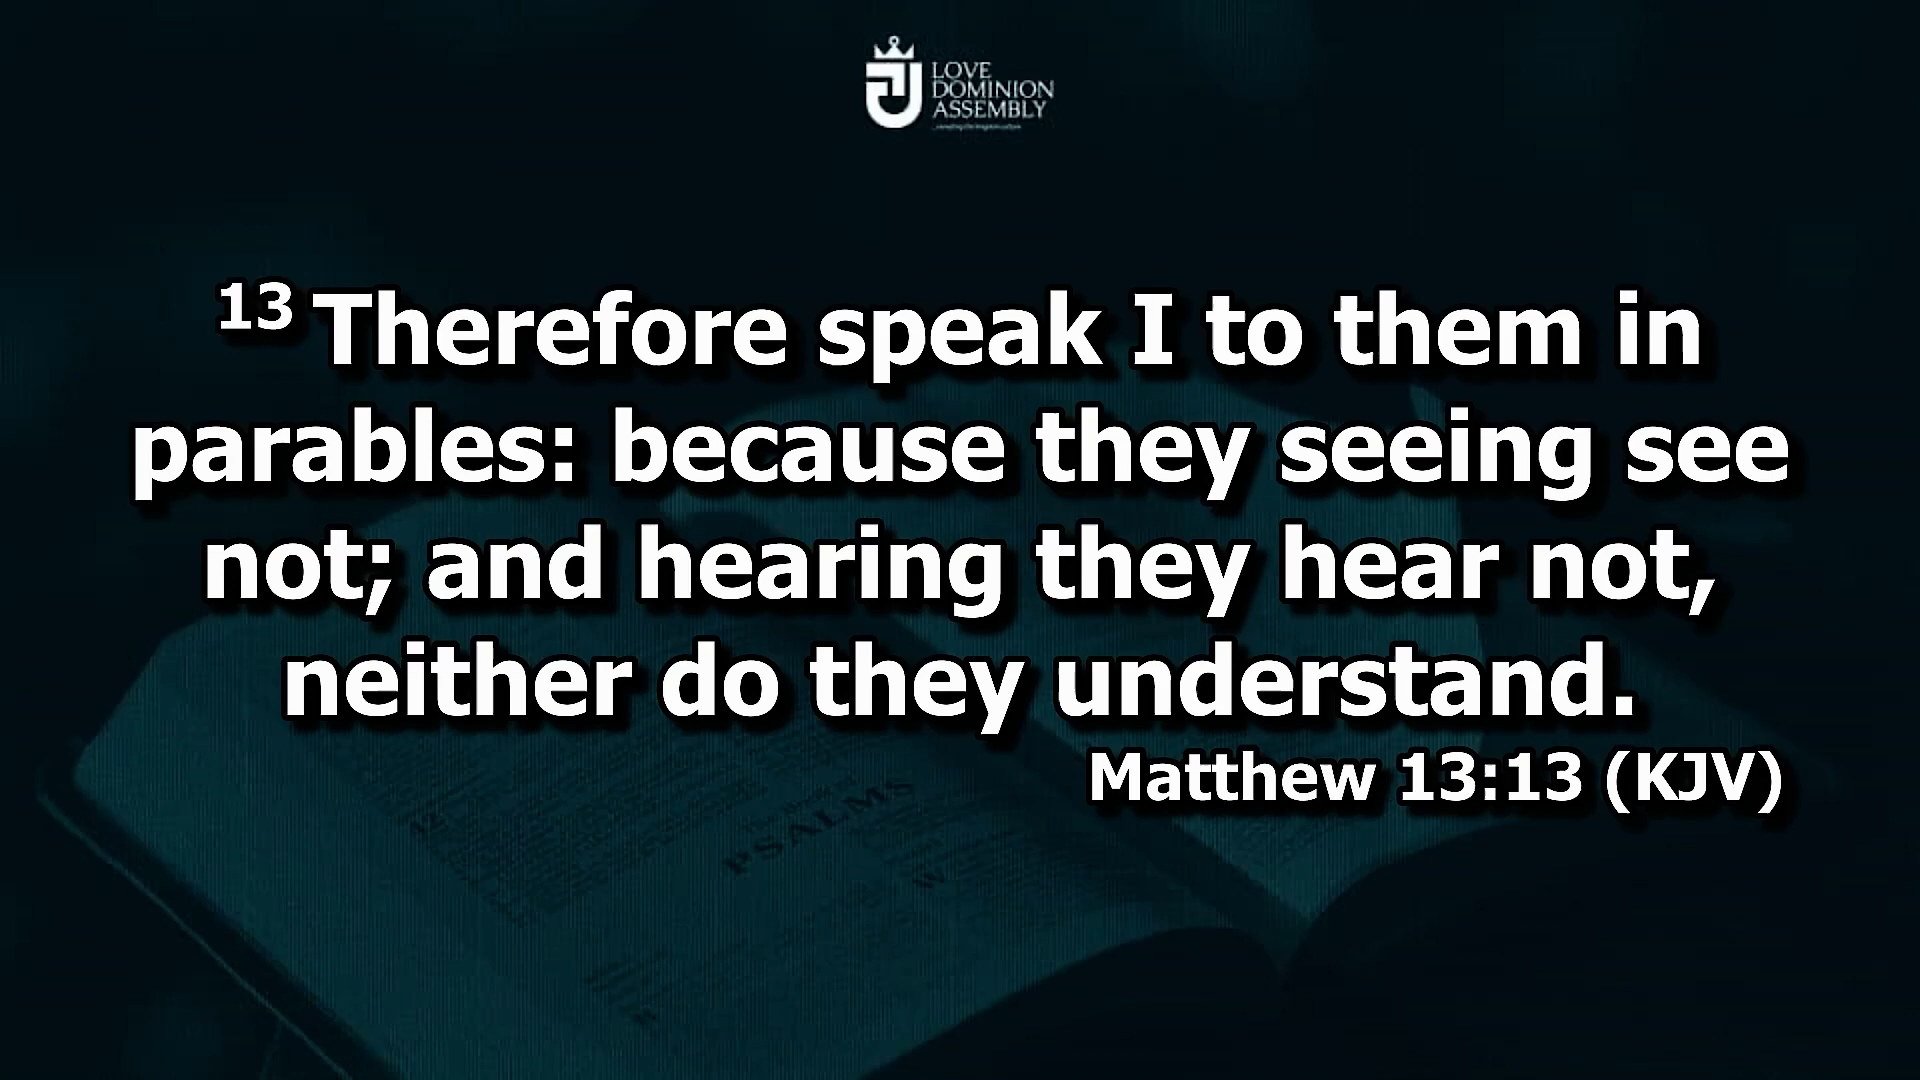 LOVE
DOMINION
ASSEMBLY
13 Therefore speak I to them in
parables: because they seeing see
not; and hearing they hear not,
neither do they understand.
Matthew 13:13 (KJV)
PSALMS